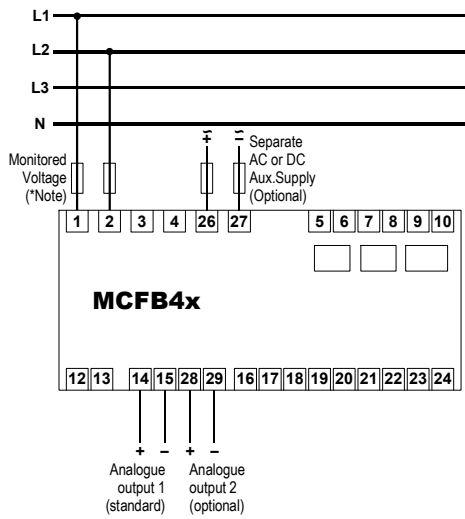 L1
L2
L3
N
Monitored
Voltage
(*Note)
≂
+
≂
−
Separate
AC or DC
Aux.Supply
(Optional)
1 2 3 4 26 27 5 6 7 8 9 10
MCFB4x
12 13 14 15 28 29 16 17 18 19 20 21 22 23 24
+ − + −
Analogue
output 1
(standard)
Analogue
output 2
(optional)